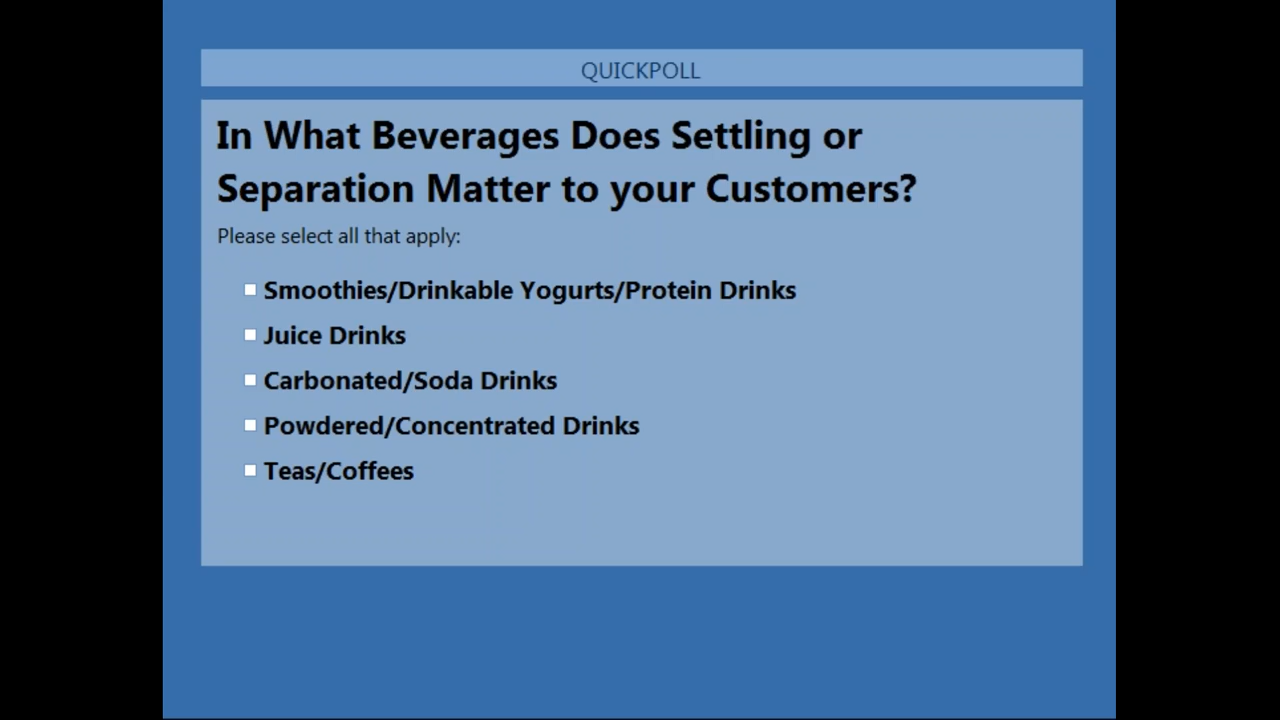 QUICKPOLL
In What Beverages Does Settling or
Separation Matter to your Customers?
Please select all that apply:
Smoothies/Drinkable Yogurts/Protein Drinks
Juice Drinks
Carbonated/Soda Drinks
Powdered/Concentrated Drinks
Teas/Coffees